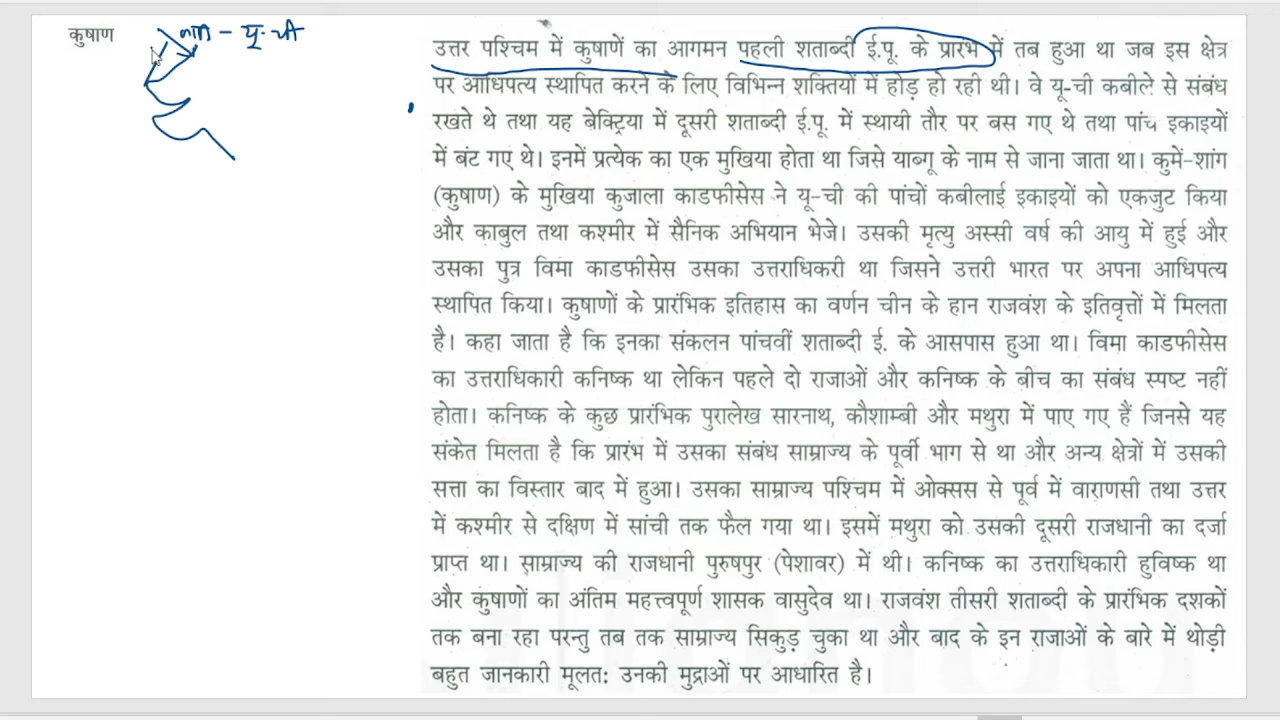 कुषाण
– यू-ची
उत्तर पश्चिम में कुषाणें का आगमन पहली शताब्दी ई.पू. के प्रारंभ में तब हुआ था जब इस क्षेत्र
पर आधिपत्य स्थापित करने के लिए विभिन्न शक्तियों में होड़ हो रही थी। वे यू-ची कबीले से संबंध
रखते थे तथा यह बेक्ट्रिया में दूसरी शताब्दी ई.पू. में स्थायी तौर पर बस गए थे तथा पांच इकाइयों
में बंट गए थे। इनमें प्रत्येक का एक मुखिया होता था जिसे याब्गू के नाम से जाना जाता था। कुमें-शांग
(कुषाण) के मुखिया कुजाला काडफीसेस ने यू-ची की पांचों कबीलाई इकाइयों को एकजुट किया
और काबुल तथा कश्मीर में सैनिक अभियान भेजे। उसकी मृत्यु अस्सी वर्ष की आयु में हुई और
उसका पुत्र विमा काडफीसेस उसका उत्तराधिकरी था जिसने उत्तरी भारत पर अपना आधिपत्य
स्थापित किया। कुषाणों के प्रारंभिक इतिहास का वर्णन चीन के हान राजवंश के इतिवृत्तों में मिलता
है। कहा जाता है कि इनका संकलन पांचवीं शताब्दी ई. के आसपास हुआ था। विमा काडफीसेस
का उत्तराधिकारी कनिष्क था लेकिन पहले दो राजाओं और कनिष्क के बीच का संबंध स्पष्ट नहीं
होता। कनिष्क के कुछ प्रारंभिक पुरालेख सारनाथ, कौशाम्बी और मथुरा में पाए गए हैं जिनसे यह
संकेत मिलता है कि प्रारंभ में उसका संबंध साम्राज्य के पूर्वी भाग से था और अन्य क्षेत्रों में उसकी
सत्ता का विस्तार बाद में हुआ। उसका साम्राज्य पश्चिम में ओक्सस से पूर्व में वाराणसी तथा उत्तर
में कश्मीर से दक्षिण में सांची तक फैल गया था। इसमें मथुरा को उसकी दूसरी राजधानी का दर्जा
प्राप्त था। साम्राज्य की राजधानी पुरुषपुर (पेशावर) में थी। कनिष्क का उत्तराधिकारी हुविष्क था
और कुंषाणों का अंतिम महत्त्वपूर्ण शासक वासुदेव था। राजवंश तीसरी शताब्दी के प्रारंभिक दशकों
तक बना रहा परन्तु तब तक साम्राज्य सिकुड़ चुका था और बाद के इन राजाओं के बारे में थोड़ी
बहुत जानकारी मूलतः उनकी मुद्राओं पर आधारित है।